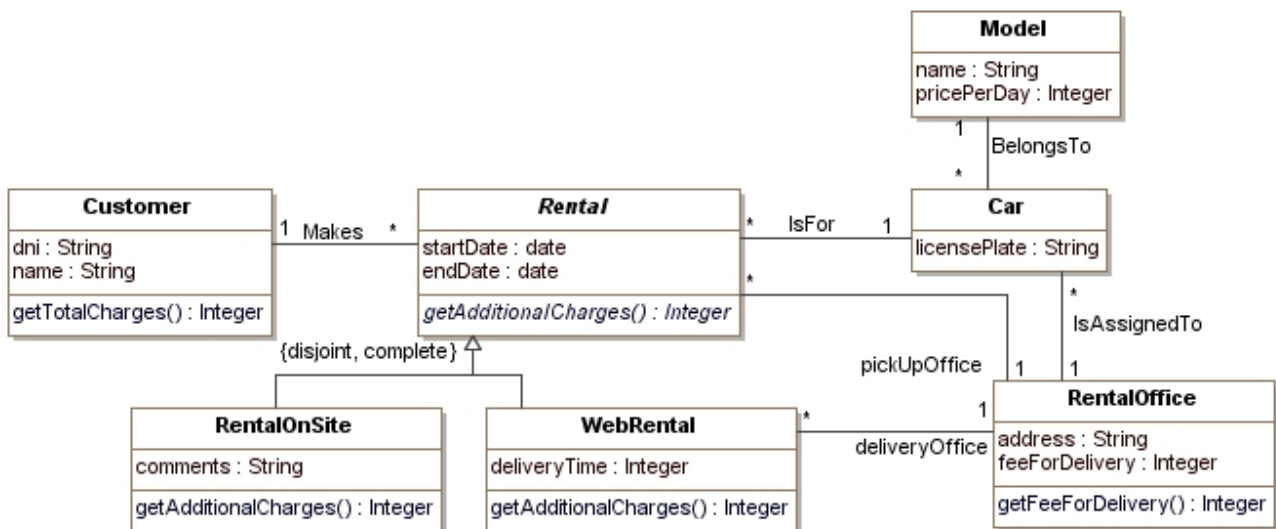 Model
name : String
pricePerDay : Integer
1
BelongsTo
*
Customer
dni : String
name : String
getTotalCharges() : Integer
1 Makes *
Rental
startDate : date
endDate : date
getAdditionalCharges() : Integer
* IsFor 1
*
Car
licensePlate : String
*
IsAssignedTo
1
{disjoint, complete}
pickUpOffice 1
RentalOnSite
comments : String
getAdditionalCharges() : Integer
WebRental
deliveryTime : Integer
getAdditionalCharges() : Integer
* 1
deliveryOffice
RentalOffice
address : String
feeForDelivery : Integer
getFeeForDelivery() : Integer